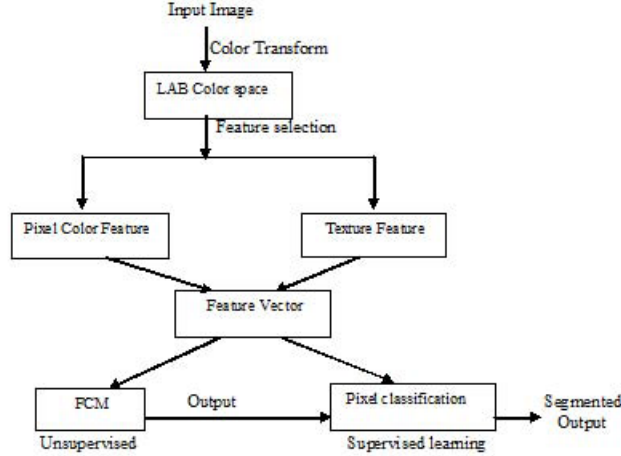 Input Image
Color Transform
LAB Color space
Feature selection
Pixel Color Feature
Texture Feature
Feature Vector
FCM
Output
Pixel classification
Segmented
Output
Unsupervised
Supervised learning